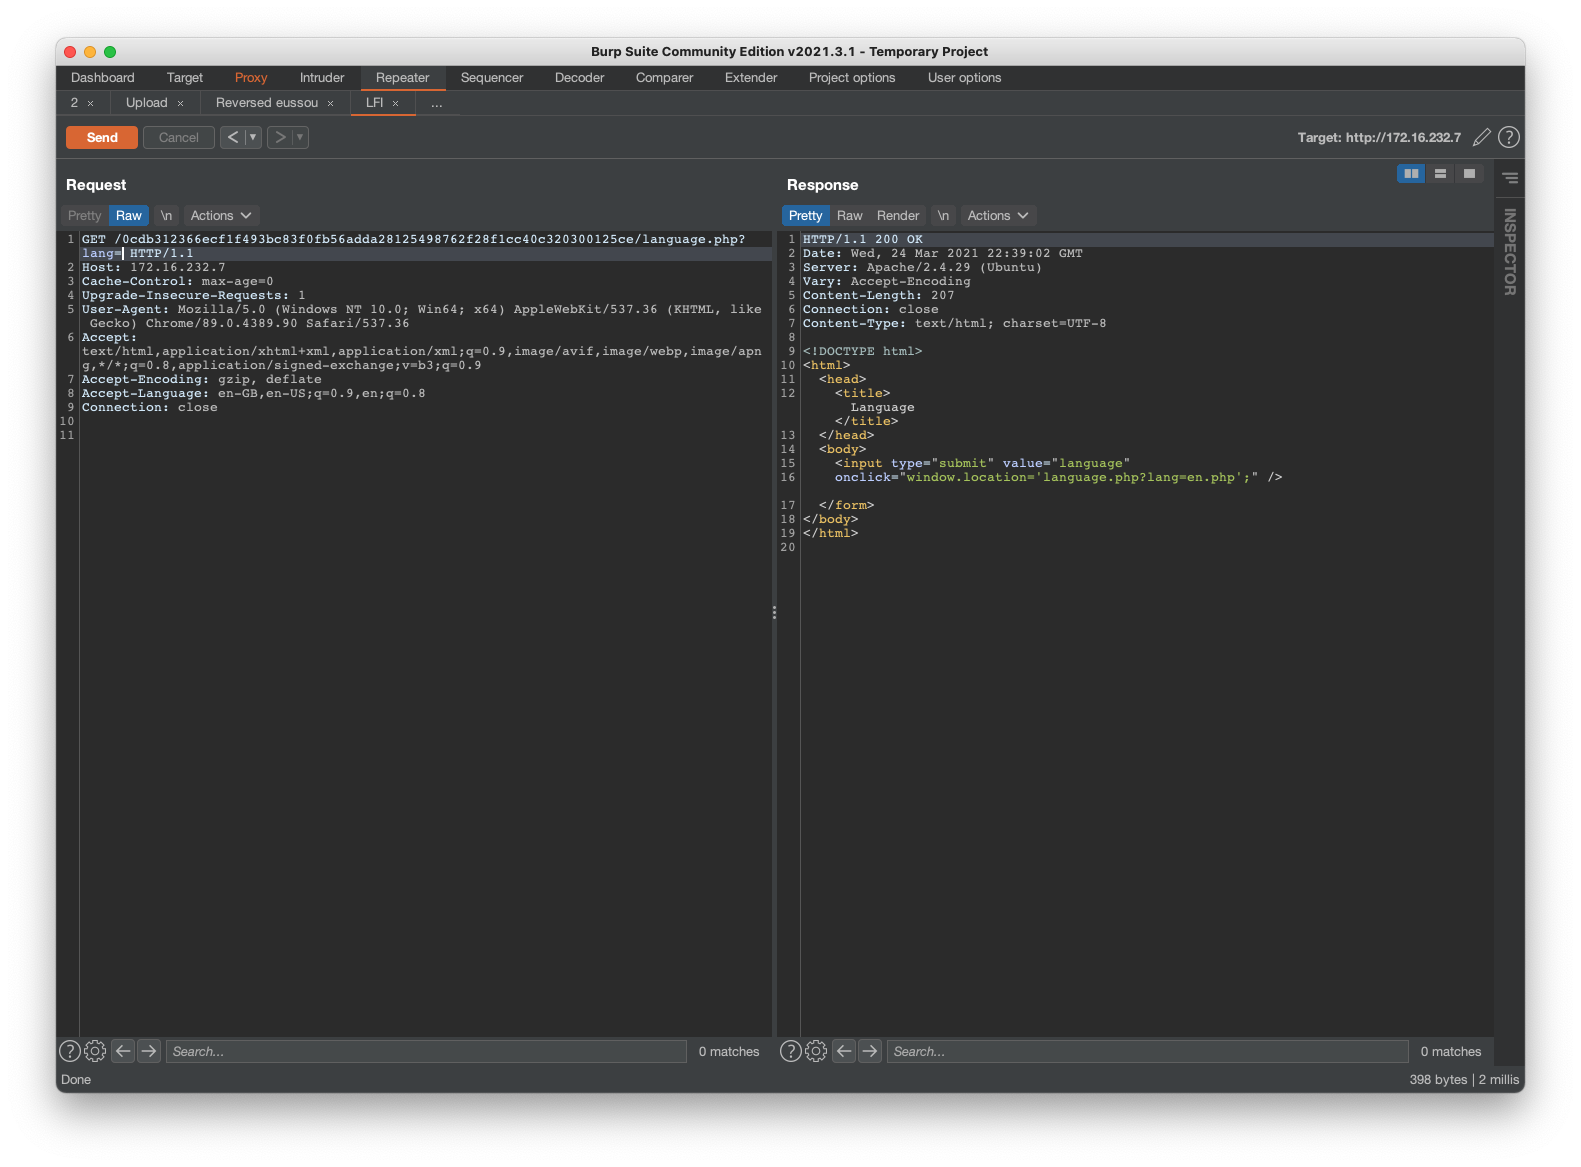 Burp Suite Community Edition v2021.3.1 - Temporary Project
Dashboard Target Proxy Intruder Repeater Sequencer Decoder Comparer Extender Project options User options
2 × Upload × Reversed eussou × LFI × ...
Send Cancel < > Target: http://172.16.232.7
Request
Pretty Raw \n Actions
1 GET /0cdb312366ecf1f493bc83f0fb56adda28125498762f28f1cc40c320300125ce/language.php?
lang= HTTP/1.1
2 Host: 172.16.232.7
3 Cache-Control: max-age=0
4 Upgrade-Insecure-Requests: 1
5 User-Agent: Mozilla/5.0 (Windows NT 10.0; Win64; x64) AppleWebKit/537.36 (KHTML, like
Gecko) Chrome/89.0.4389.90 Safari/537.36
6 Accept:
text/html,application/xhtml+xml,application/xml;q=0.9,image/avif,image/webp,image/apn
g,*/*;q=0.8,application/signed-exchange;v=b3;q=0.9
7 Accept-Encoding: gzip, deflate
8 Accept-Language: en-GB,en-US;q=0.9,en;q=0.8
9 Connection: close
10
11
Search... 0 matches
Response
Pretty Raw Render \n Actions
1 HTTP/1.1 200 OK
2 Date: Wed, 24 Mar 2021 22:39:02 GMT
3 Server: Apache/2.4.29 (Ubuntu)
4 Vary: Accept-Encoding
5 Content-Length: 207
6 Connection: close
7 Content-Type: text/html; charset=UTF-8
8
9 <!DOCTYPE html>
10 <html>
11 <head>
12 <title>
Language
</title>
13 </head>
14 <body>
15 <input type="submit" value="language"
16 onclick="window.location='language.php?lang=en.php';" />
17 </form>
18 </body>
19 </html>
20
Search... 0 matches
INSPECTOR
Done
398 bytes | 2 millis